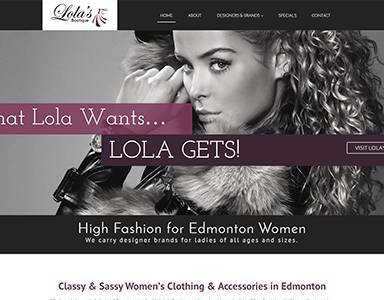 Lola's
Boutique
HOME
ABOUT
DESIGNERS & BRANDS
SPECIALS
CONTACT
hat Lola Wants...
LOLA GETS!
VISIT LOLA'S
High Fashion for Edmonton Women
We carry designer brands for ladies of all ages and sizes.
Classy & Sassy Women's Clothing & Accessories in Edmonton